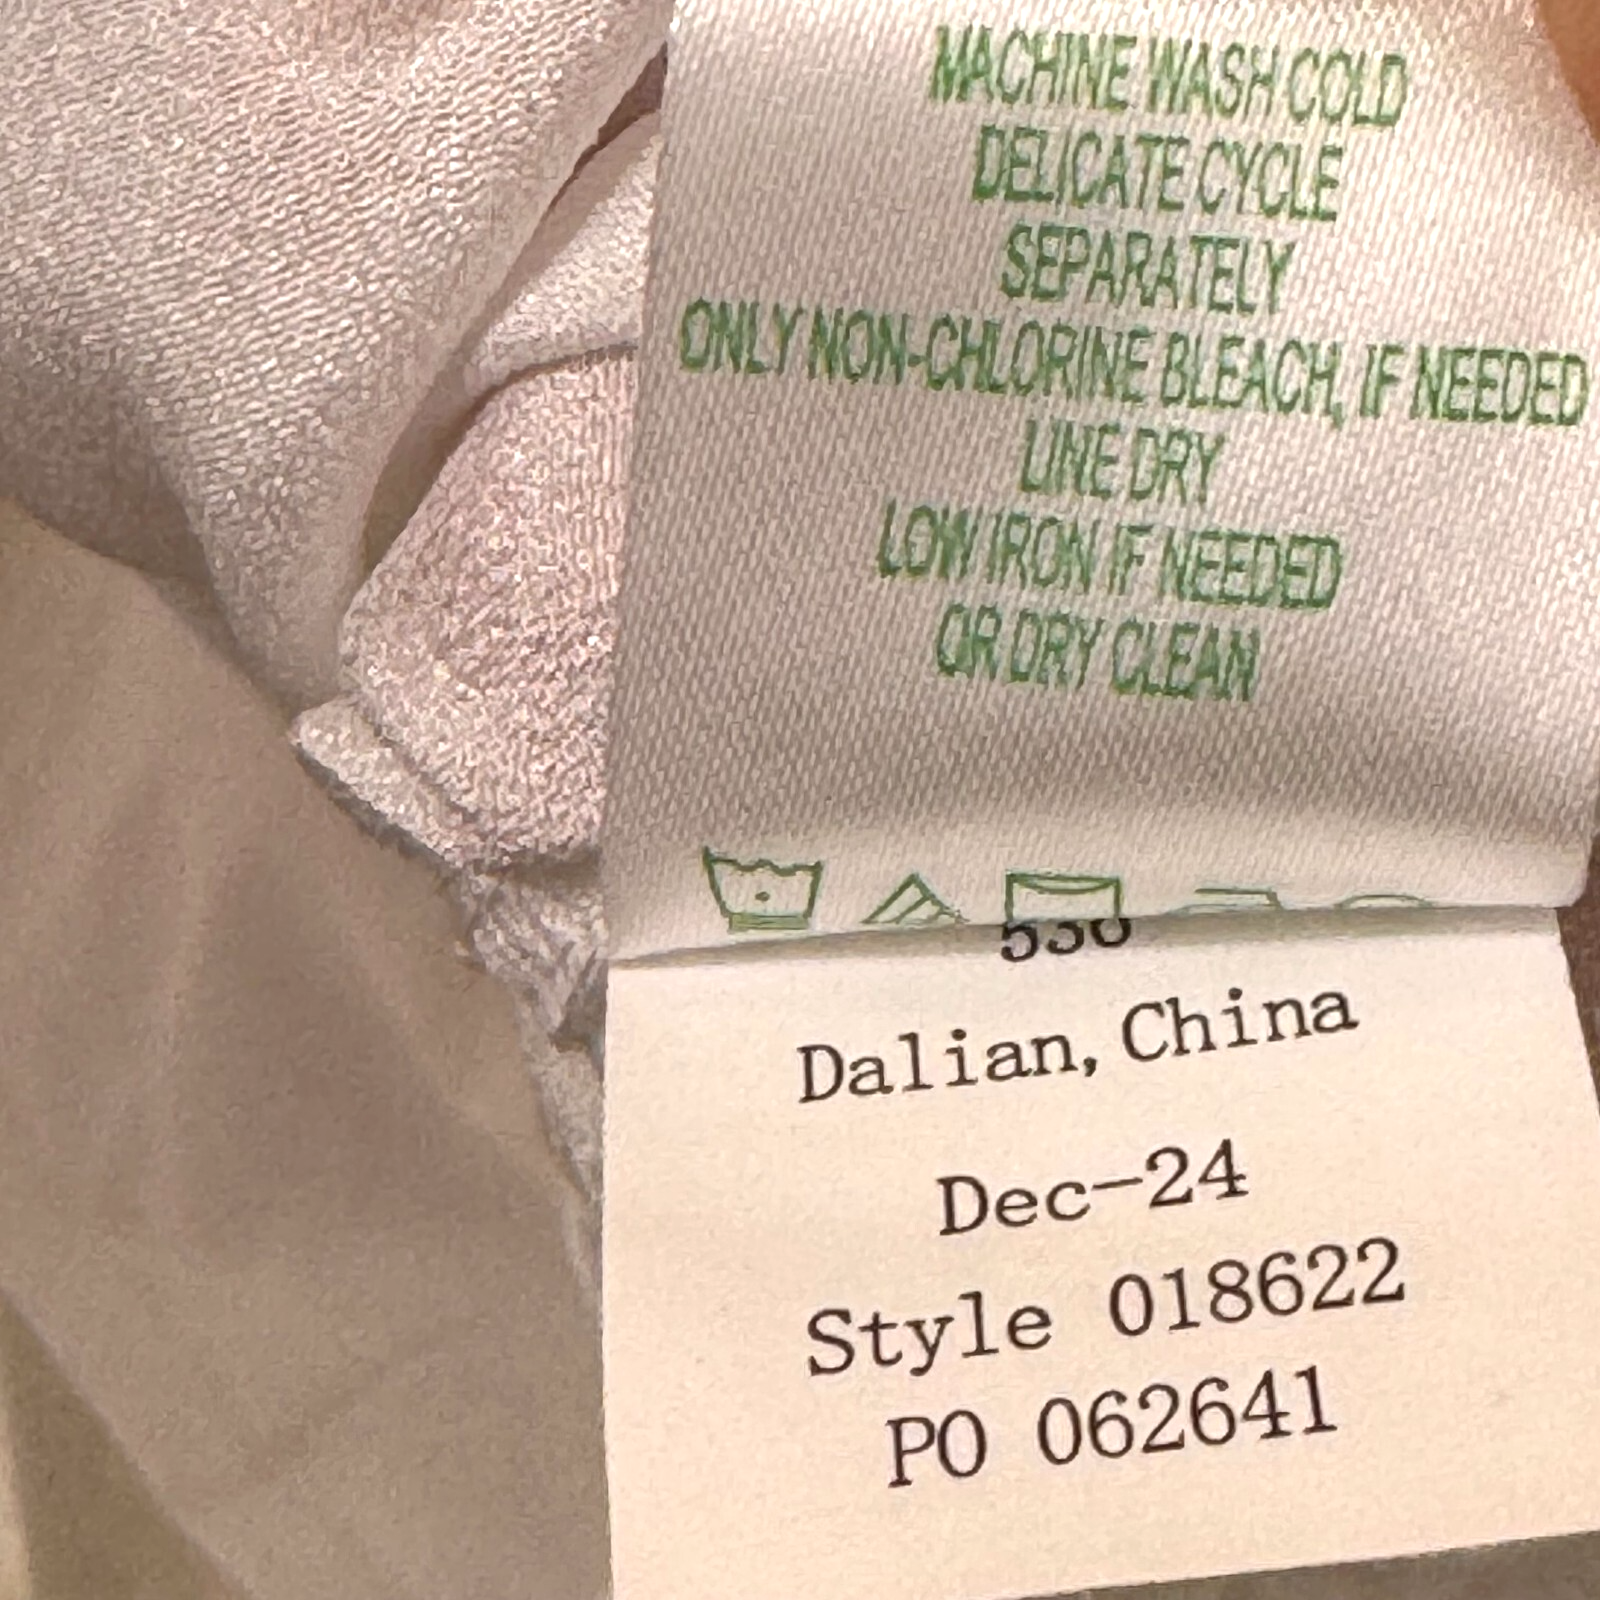 MACHINE WASH COLD
DELICATE CYCLE
SEPARATELY
ONLY NON-CHLORINE BLEACH, IF NEEDED
LINE DRY
LOW IRON IF NEEDED
OR DRY CLEAN
Dalian, China
Dec-24
Style 018622
PO 062641